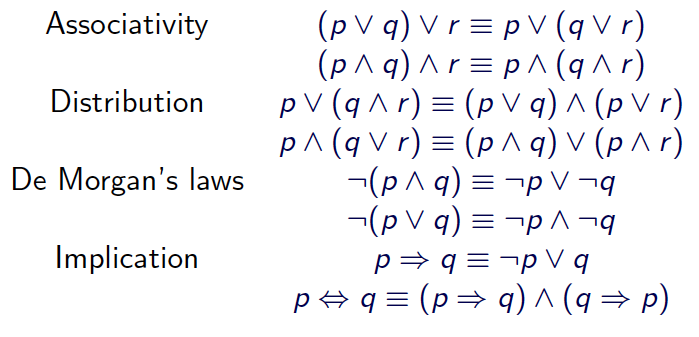 Associativity (p ∨ q) ∨ r ≡ p ∨ (q ∨ r)
(p ∧ q) ∧ r ≡ p ∧ (q ∧ r)
Distribution p ∨ (q ∧ r) ≡ (p ∨ q) ∧ (p ∨ r)
p ∧ (q ∨ r) ≡ (p ∧ q) ∨ (p ∧ r)
De Morgan's laws ¬(p ∧ q) ≡ ¬p ∨ ¬q
¬(p ∨ q) ≡ ¬p ∧ ¬q
Implication p ⇒ q ≡ ¬p ∨ q
p ⇔ q ≡ (p ⇒ q) ∧ (q ⇒ p)